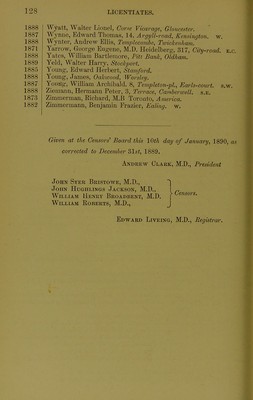 128 LICENTIATES.
1888 Wyatt, Walter Lionel, Corse Vicarage, Gloucester.
1887 Wynne, Edward Thomas, 14, Argyll-road, Kensington. w.
1888 Wynter, Andrew Ellis, Templecombe, Twickenham.
1871 Yarrow, George Eugene, M.D. Heidelberg, 317, City-road. E.C.
1888 Yates, William Bartlemore, Pitt Bank, Oldham.
1889 Yeld, Walter Harry, Stockport.
1885 Young, Edward Herbert, Stamford.
1888 Young, James, Oakwood, Worsley.
1887 Young, William Archibald, 8, Templeton-pl., Earls-court. S.W.
1888 Ziemann, Hermann Peter, 3, Terrace, Camberwell. S.E.
1873 Zimmerman, Richard, M.B. Toronto, America.
1882 Zimmermann, Benjamin Frazier, Ealing. w.
Given at the Censors' Board this 10th day of January, 1890, as
accreted to December 31st, 1889.
ANDREW CLARK, M.D., President
JOHN SYER BRISTOWE, M.D.,
JOHN HUGHLINGS JACKSON, M.D.,
WILLIAM HENRY BROADBENT, M.D.
WILLIAM ROBERTS, M.D.,
Censors.
EDWARD LIVEING, M.D., Registrar.